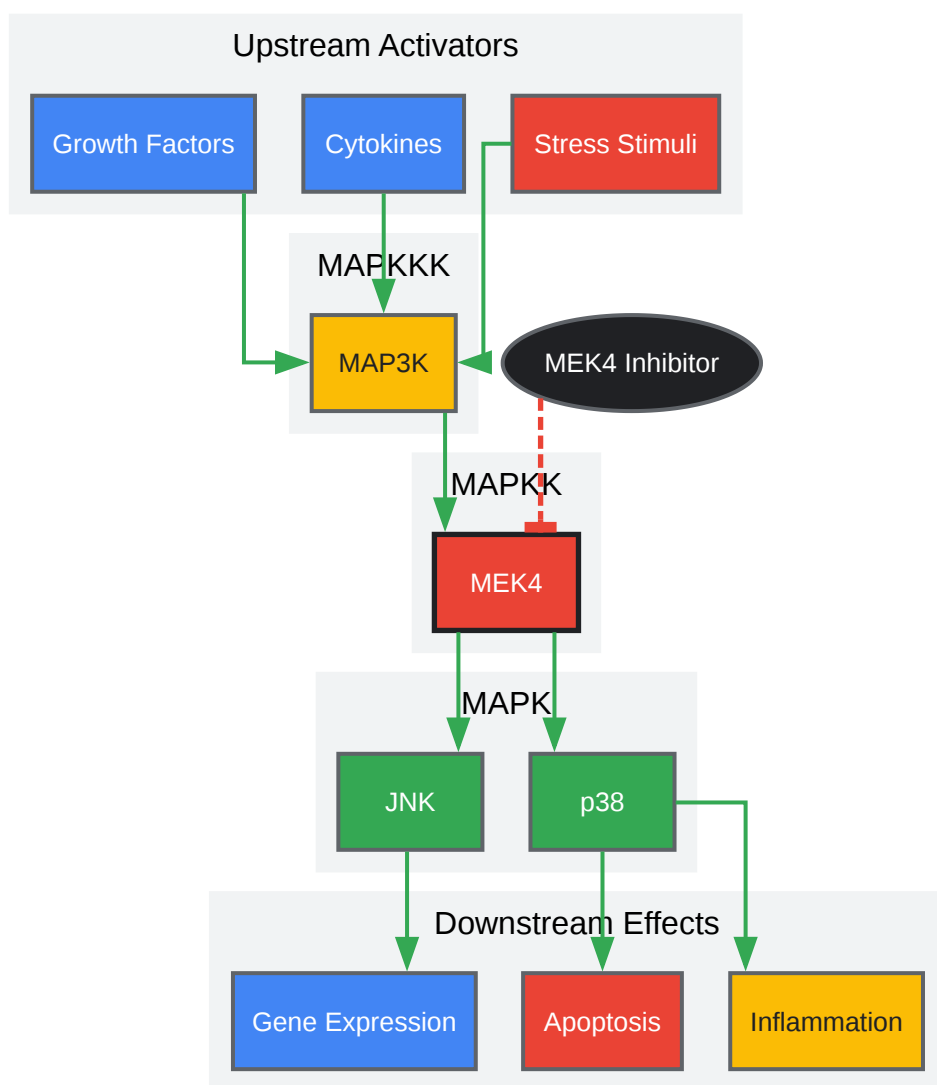 Upstream Activators
Growth Factors
Cytokines
Stress Stimuli
MAPKKK
MAP3K
MEK4 Inhibitor
MAPKK
MEK4
MAPK
JNK
p38
Downstream Effects
Gene Expression
Apoptosis
Inflammation